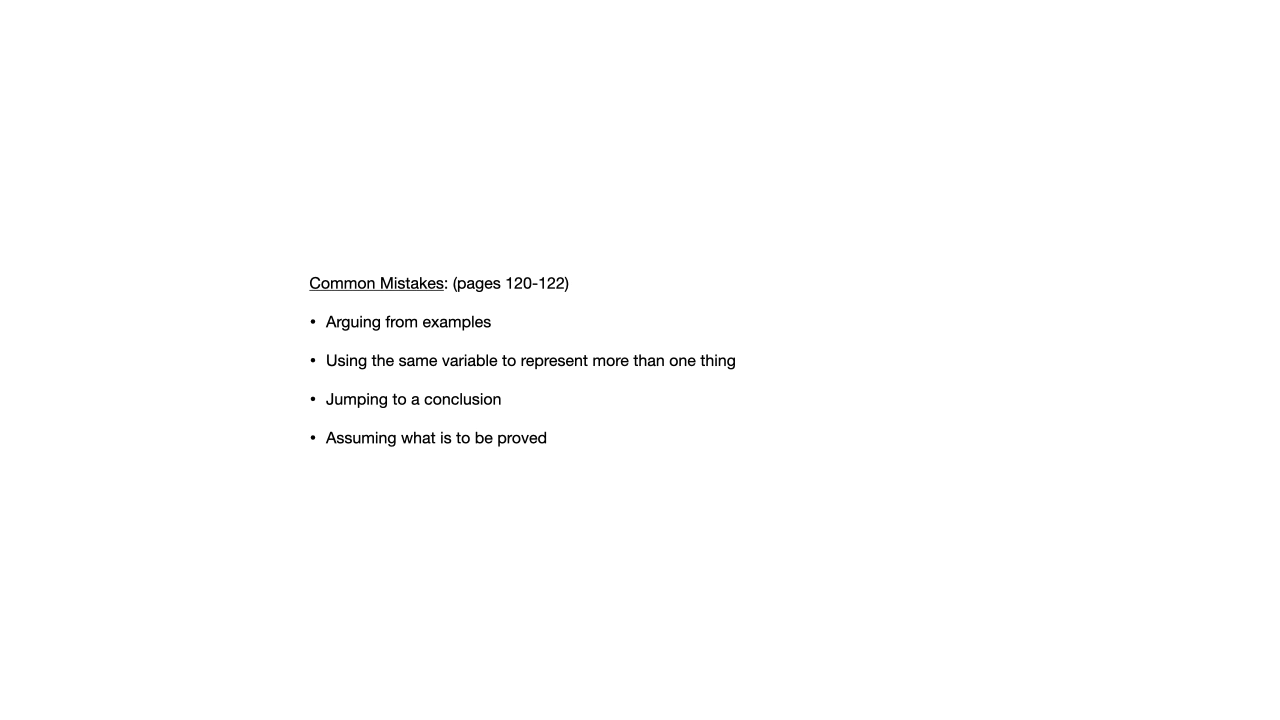 Common Mistakes: (pages 120-122)
• Arguing from examples
• Using the same variable to represent more than one thing
• Jumping to a conclusion
• Assuming what is to be proved